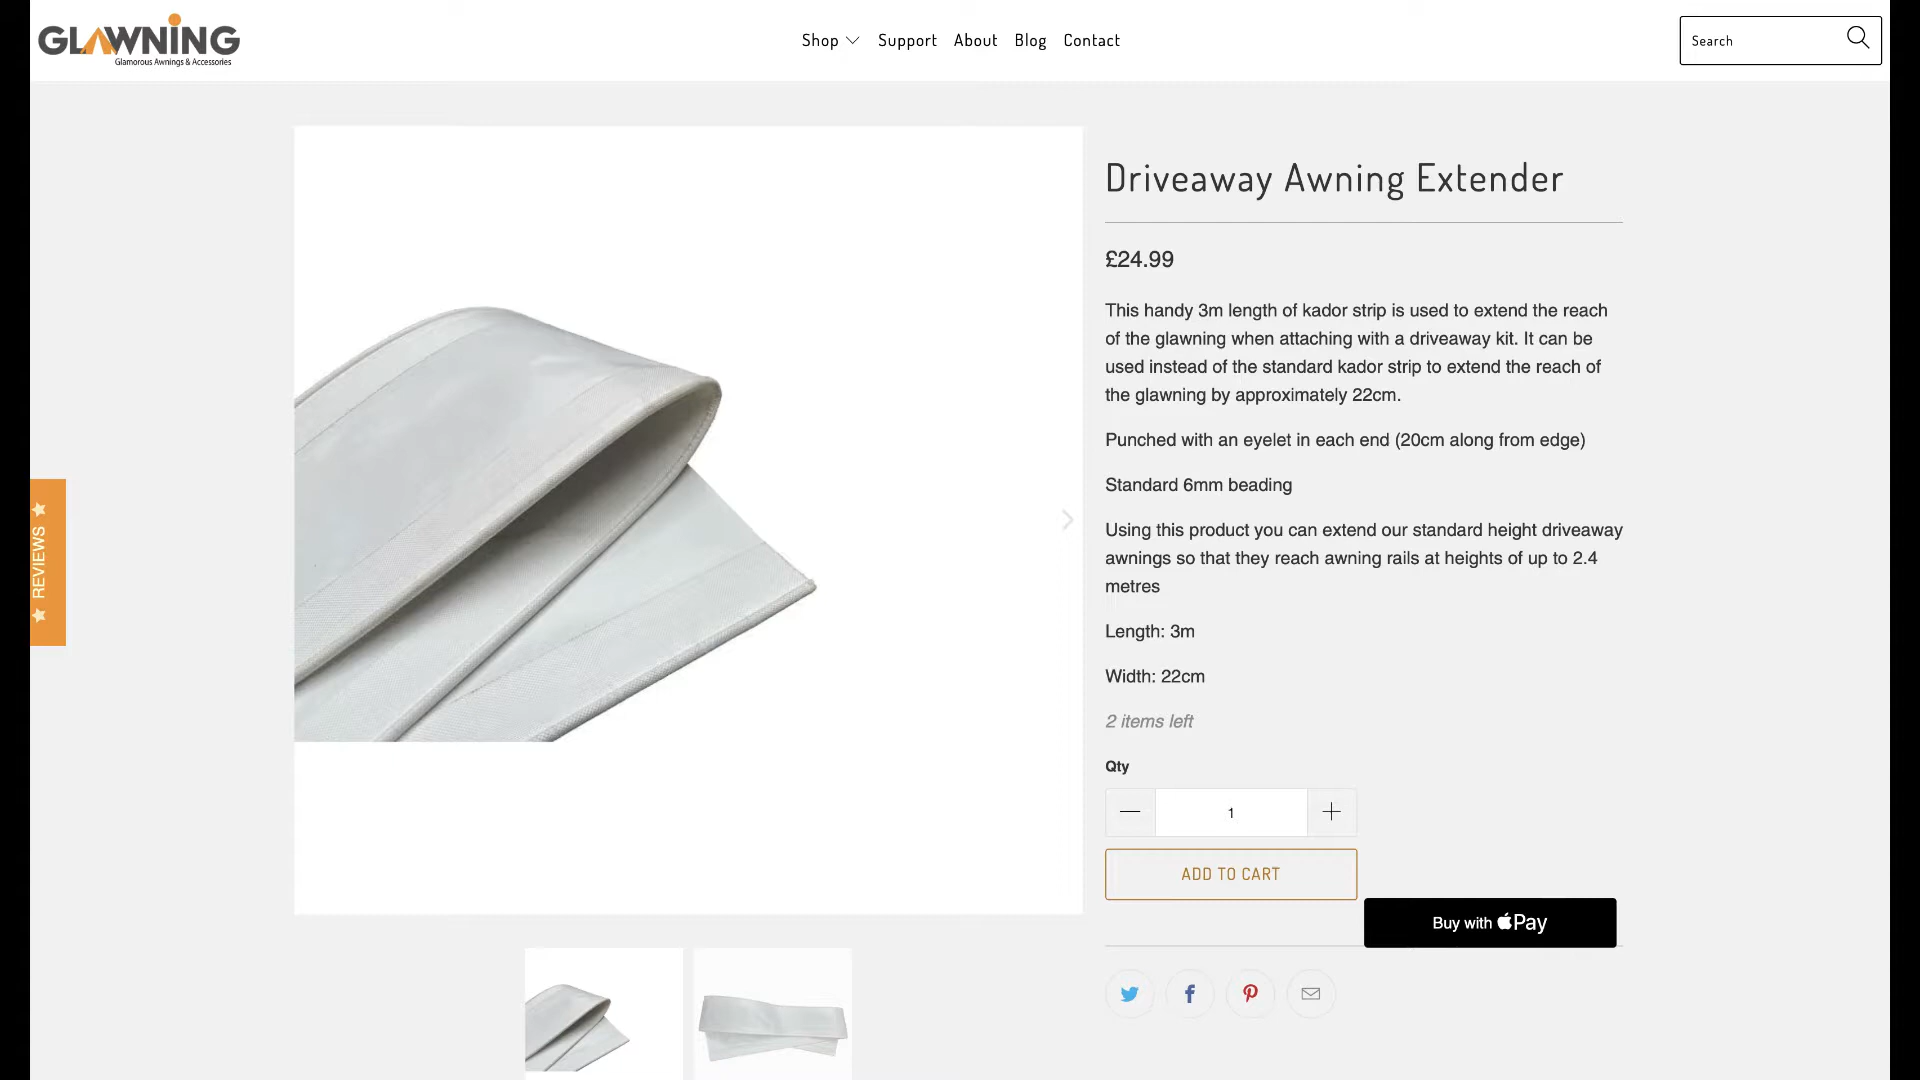 GLAWNING
Glamorous Awnings & Accessories
Shop
Support
About
Blog
Contact
Search
REVIEWS
Driveaway Awning Extender
£24.99
This handy 3m length of kador strip is used to extend the reach
of the glawning when attaching with a driveaway kit. It can be
used instead of the standard kador strip to extend the reach of
the glawning by approximately 22cm.
Punched with an eyelet in each end (20cm along from edge)
Standard 6mm beading
Using this product you can extend our standard height driveaway
awnings so that they reach awning rails at heights of up to 2.4
metres
Length: 3m
Width: 22cm
2 items left
Qty
1
ADD TO CART
Buy with Pay